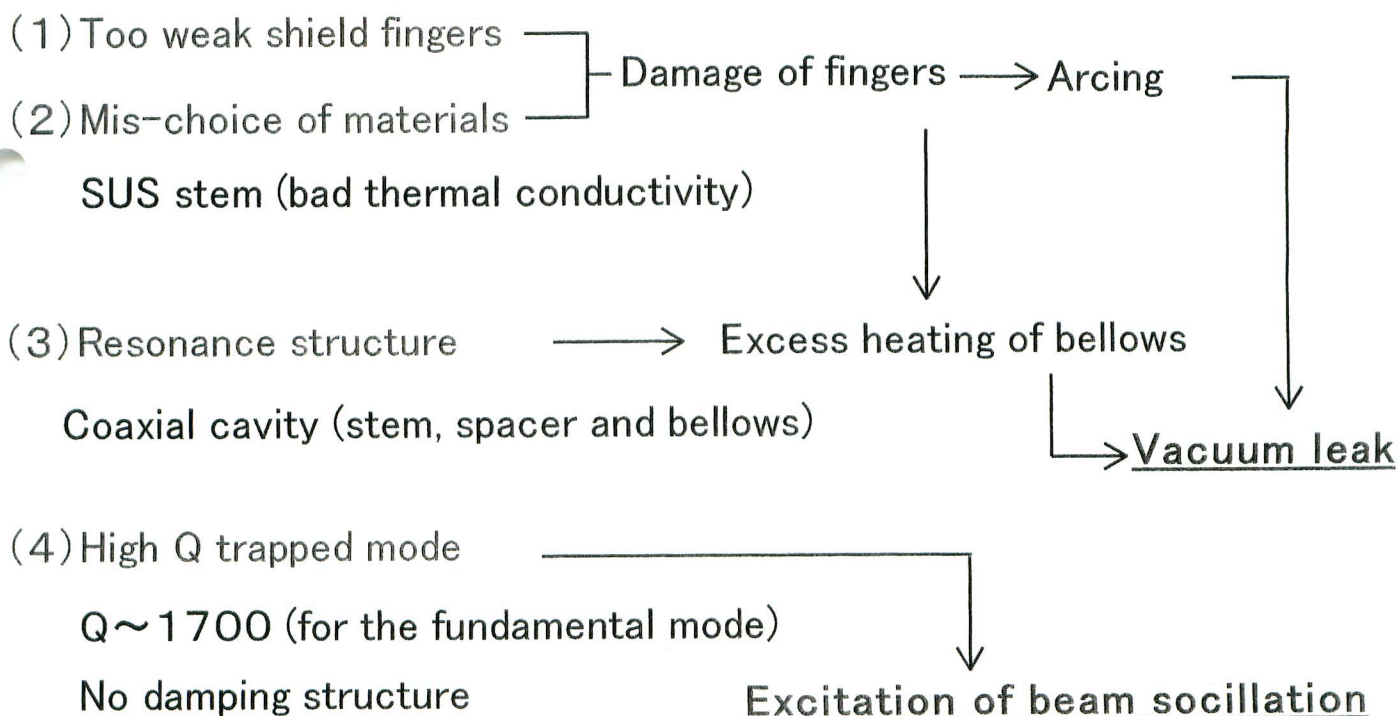 (1)Too weak shield fingers
Damage of fingers → Arcing
(2)Mis-choice of materials
SUS stem (bad thermal conductivity)
(3)Resonance structure → Excess heating of bellows
Coaxial cavity (stem, spacer and bellows)
Vacuum leak
(4)High Q trapped mode
Q～1700 (for the fundamental mode)
No damping structure
Excitation of beam socillation